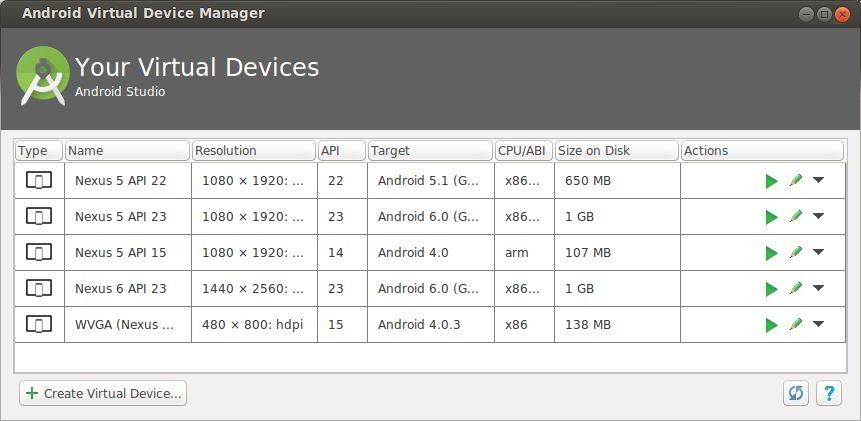 Android Virtual Device Manager
Your Virtual Devices
Android Studio
Type Name Resolution API Target CPU/ABI Size on Disk Actions
Nexus 5 API 22 1080 × 1920: ... 22 Android 5.1 (G... x86... 650 MB
Nexus 5 API 23 1080 × 1920: ... 23 Android 6.0 (G... x86... 1 GB
Nexus 5 API 15 1080 × 1920: ... 14 Android 4.0 arm 107 MB
Nexus 6 API 23 1440 × 2560: ... 23 Android 6.0 (G... x86... 1 GB
WVGA (Nexus ... 480 × 800: hdpi 15 Android 4.0.3 x86 138 MB
+ Create Virtual Device... ?